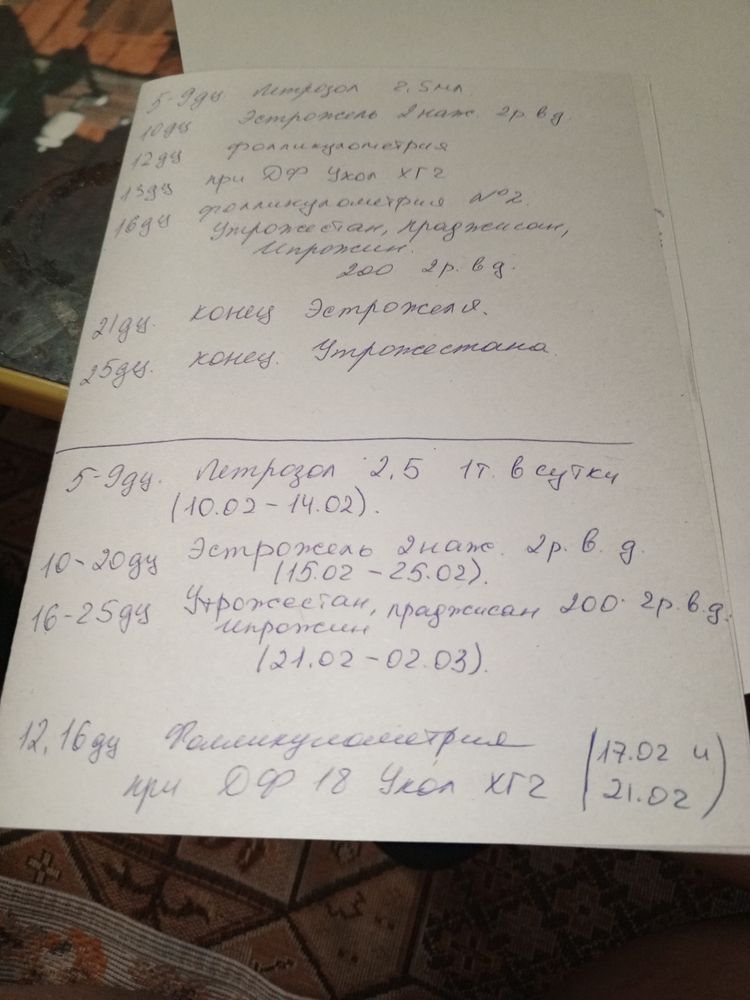 5-9дц Летрозол 2,5мл.
10дц Эстрожель 2наж. 2р. в д.
12дц фолликулометрия
13дц при ДФ Укол ХГЧ
16дц фолликулометрия №2.
Утрожестан, праджисан,
Ипрожин.
200 2р. в д.
21дц. конец Эстрожеля.
25дц. конец. Утрожестана.
5-9дц. Летрозол 2,5 1т. в сутки
(10.02-14.02).
10-20дц Эстрожель 2наж. 2р. в. д.
(15.02-25.02).
16-25дц Утрожестан, праджисан 200. 2р. в. д.
Ипрожин
(21.02-02.03).
12,16дц Фолликулометрия (17.02 и
при ДФ 18 Укол ХГЧ 21.02)